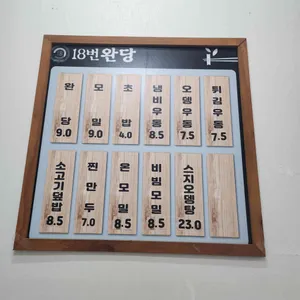 18번완당
완당 9.0
모밀 9.0
초밥 4.0
냄비우동 8.5
오뎅우동 7.5
튀김우동 7.5
소고기덮밥 8.5
찐만두 7.0
온모밀 8.5
비빔모밀 8.5
스지오뎅탕 23.0